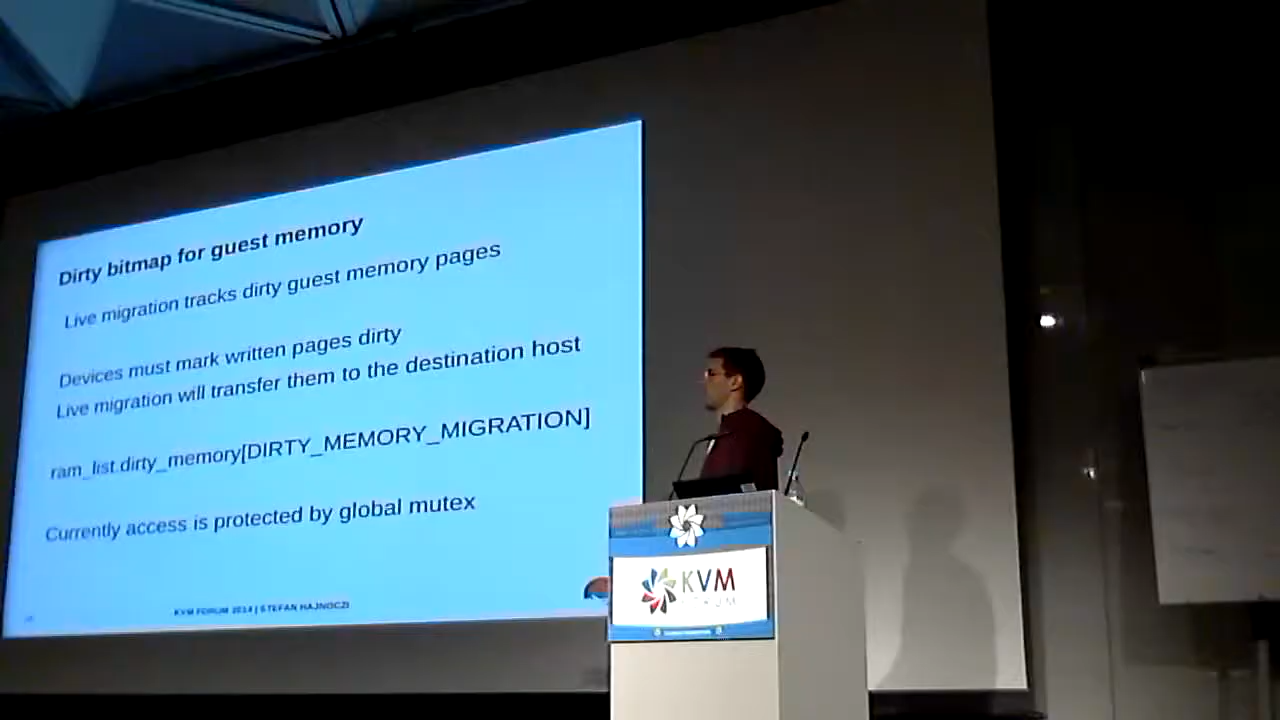 Dirty bitmap for guest memory
Live migration tracks dirty guest memory pages
Devices must mark written pages dirty
Live migration will transfer them to the destination host
ram_list.dirty_memory[DIRTY_MEMORY_MIGRATION]
Currently access is protected by global mutex
KVM FORUM 2014 | STEFAN HAJNOCZI
KVM
FORUM